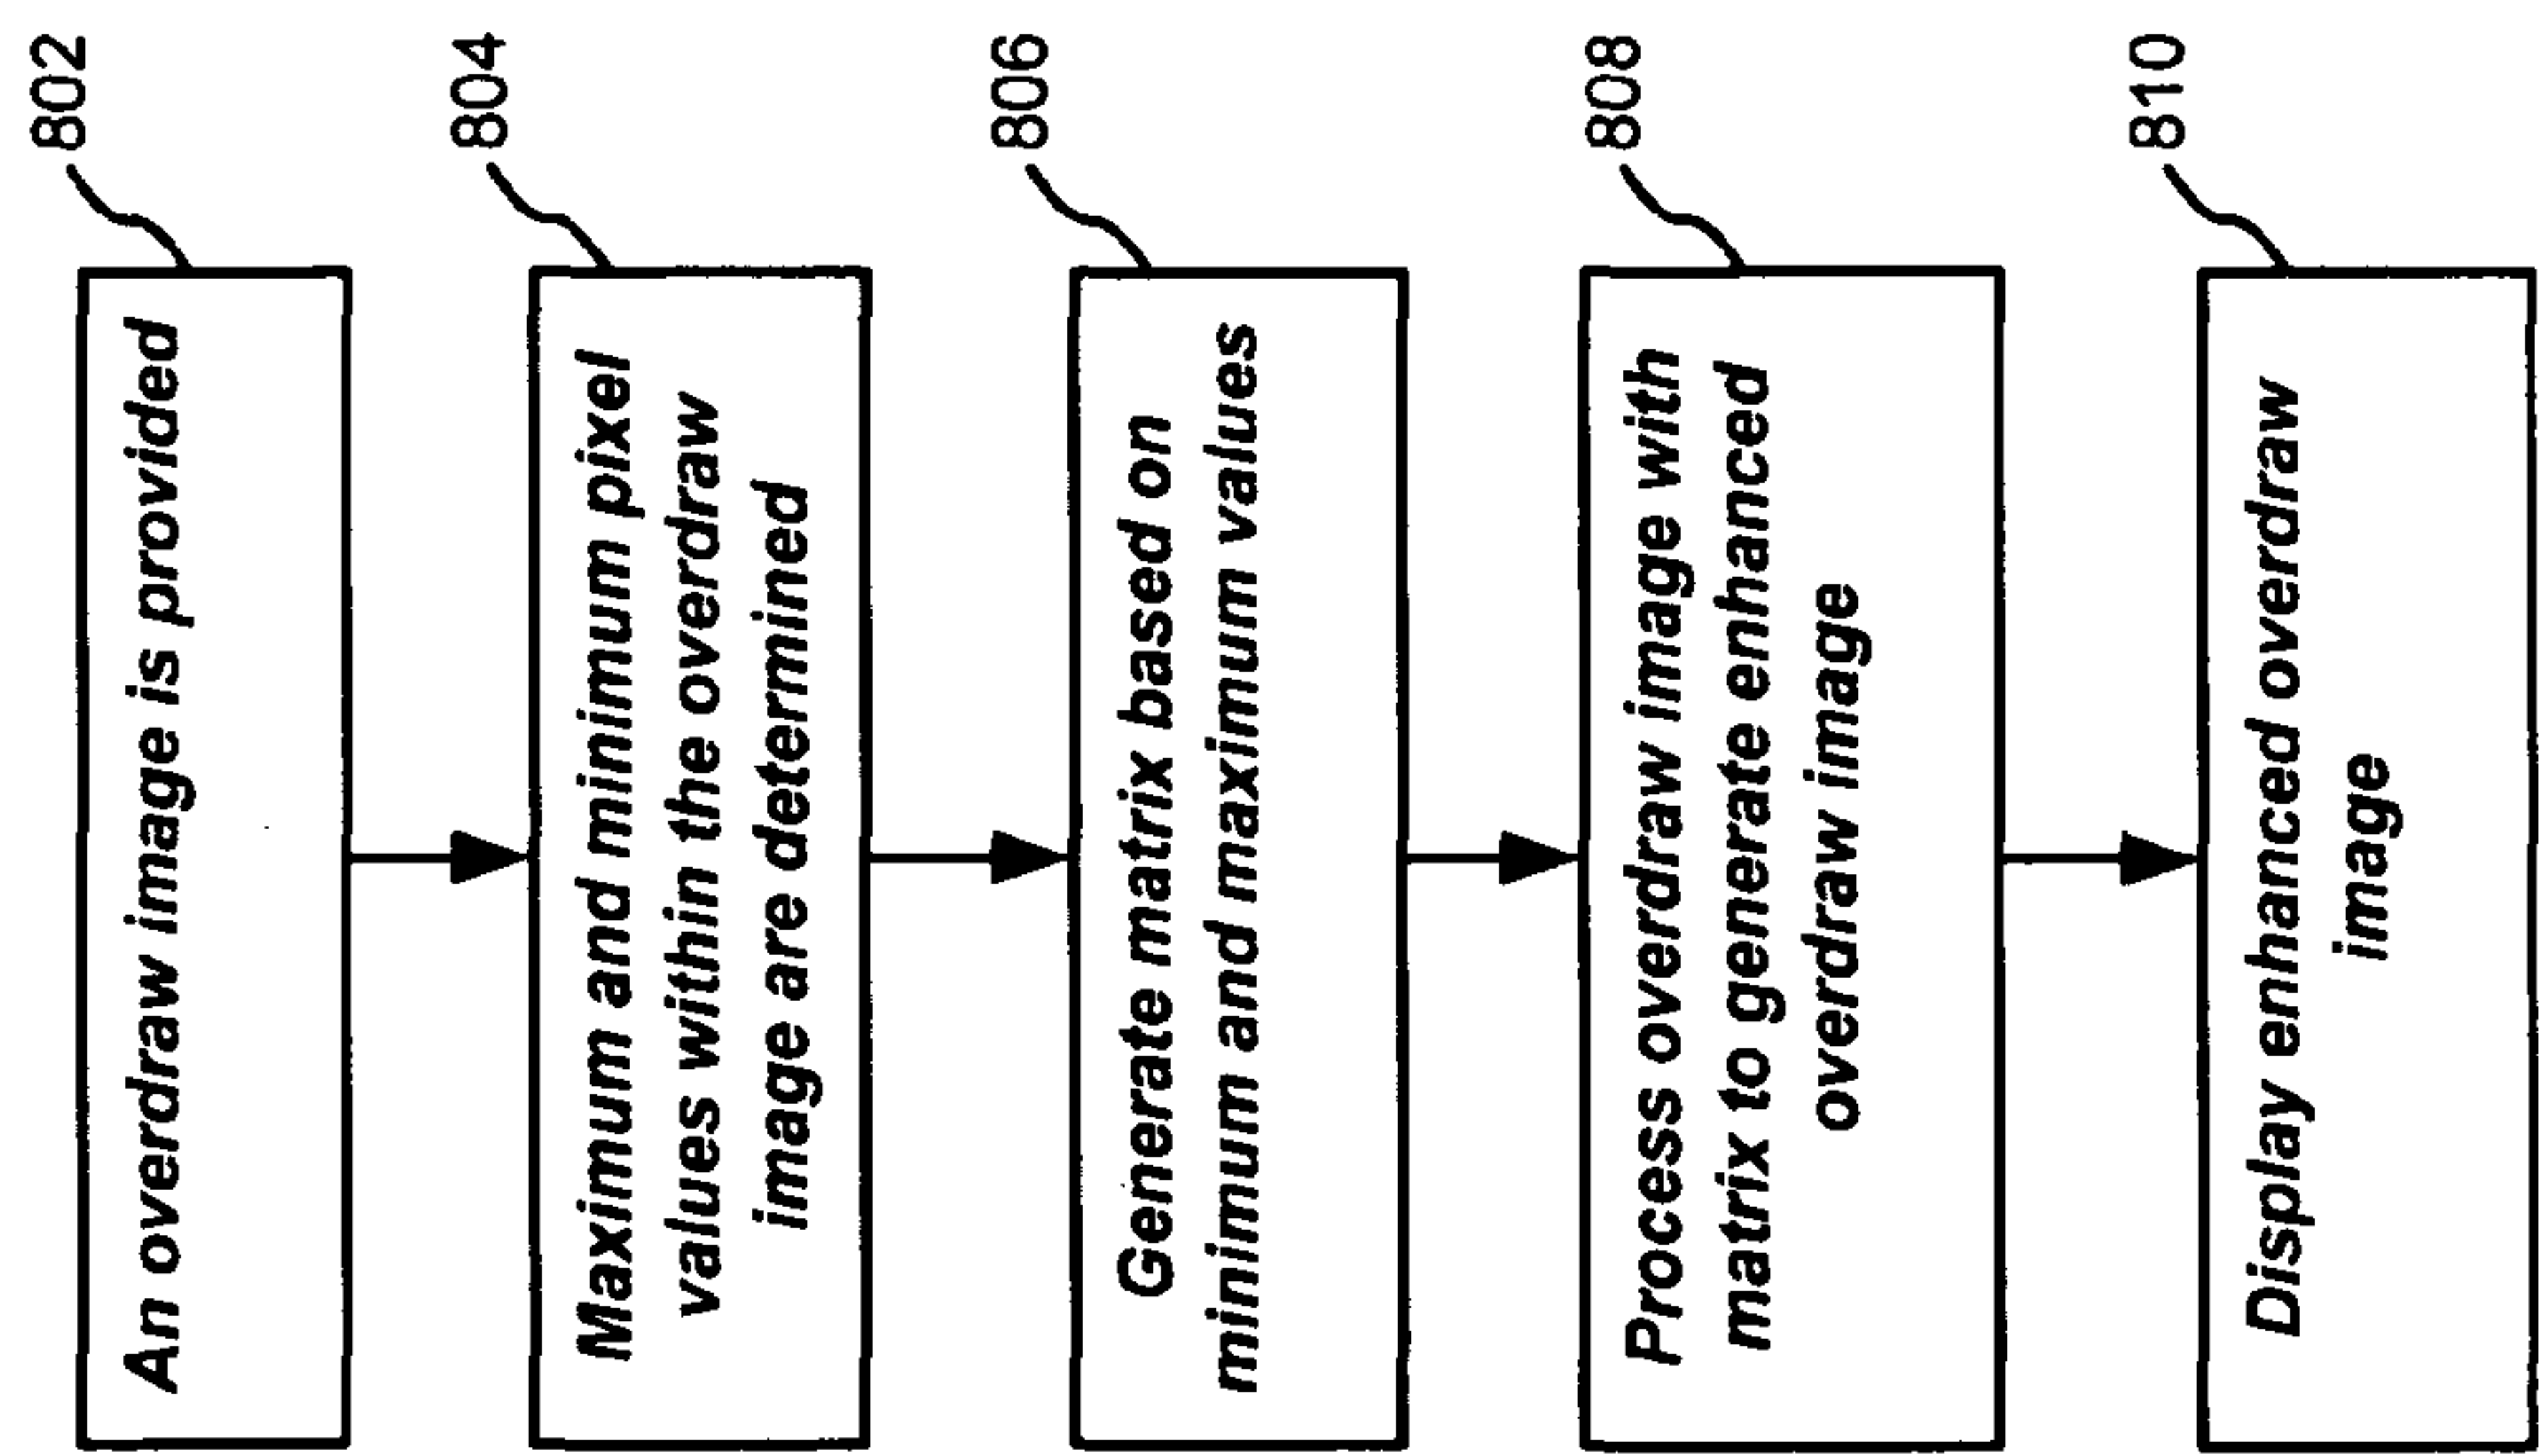 802
An overdraw image is provided
804
Maximum and minimum pixel
values within the overdraw
image are determined
806
Generate matrix based on
minimum and maximum values
808
Process overdraw image with
matrix to generate enhanced
overdraw image
810
Display enhanced overdraw
image